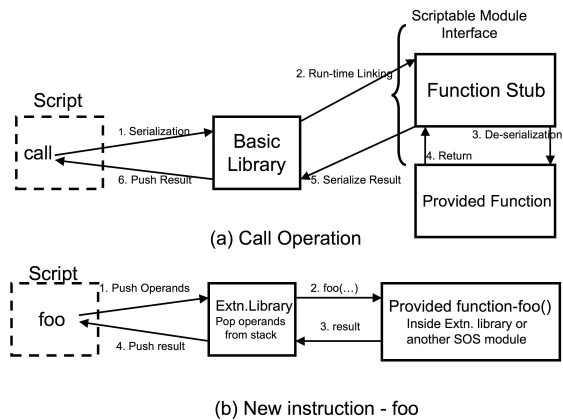 Scriptable Module
Interface
2. Run-time Linking
Function Stub
Script
call
1. Serialization
Basic
Library
3. De-serialization
4. Return
6. Push Result
5. Serialize Result
Provided Function
(a) Call Operation
Script
1. Push Operands
foo
Extn.Library
Pop operands
from stack
2. foo(...)
3. result
4. Push result
Provided function-foo()
Inside Extn. library or
another SOS module
(b) New instruction - foo